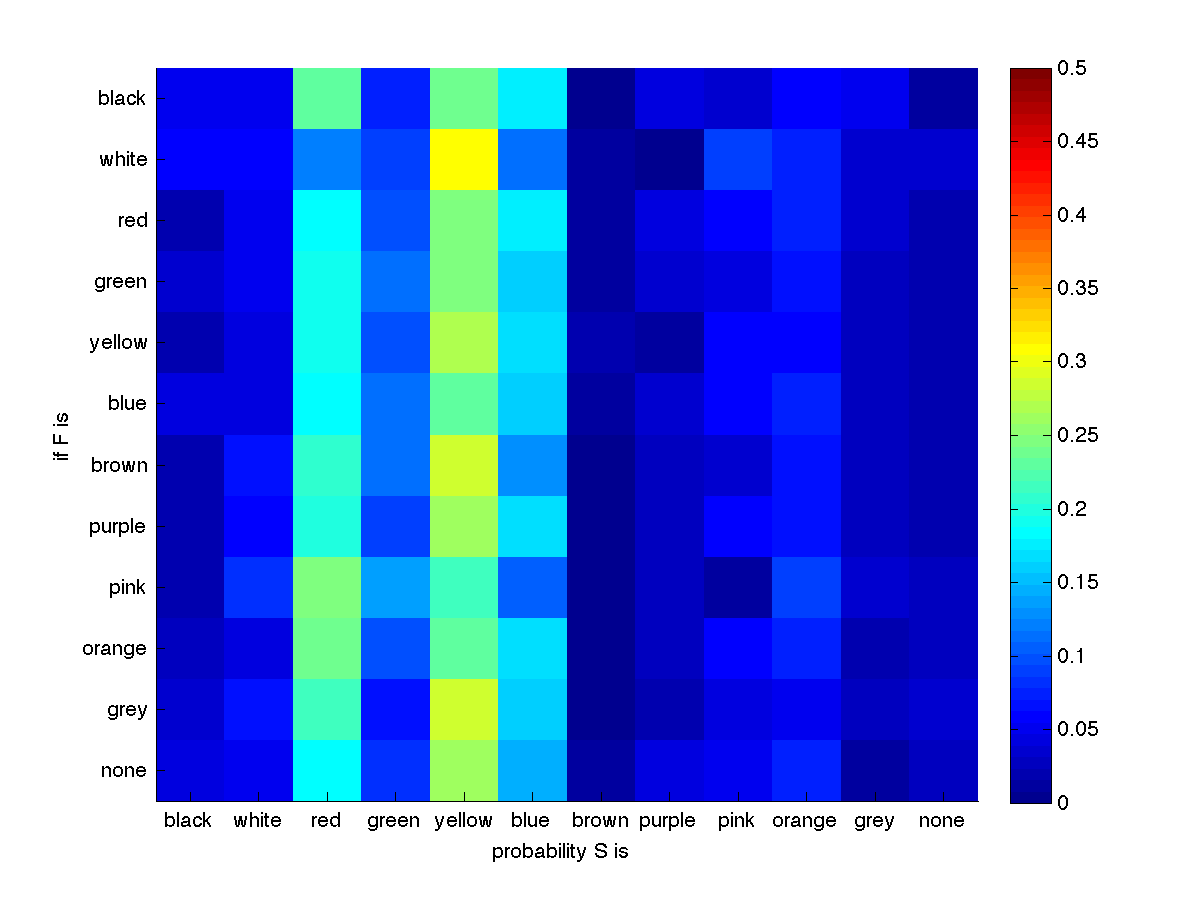 black
white
red
green
yellow
blue
brown
purple
pink
orange
grey
none
if F is
black white red green yellow blue brown purple pink orange grey none
probability S is
0.5
0.45
0.4
0.35
0.3
0.25
0.2
0.15
0.1
0.05
0